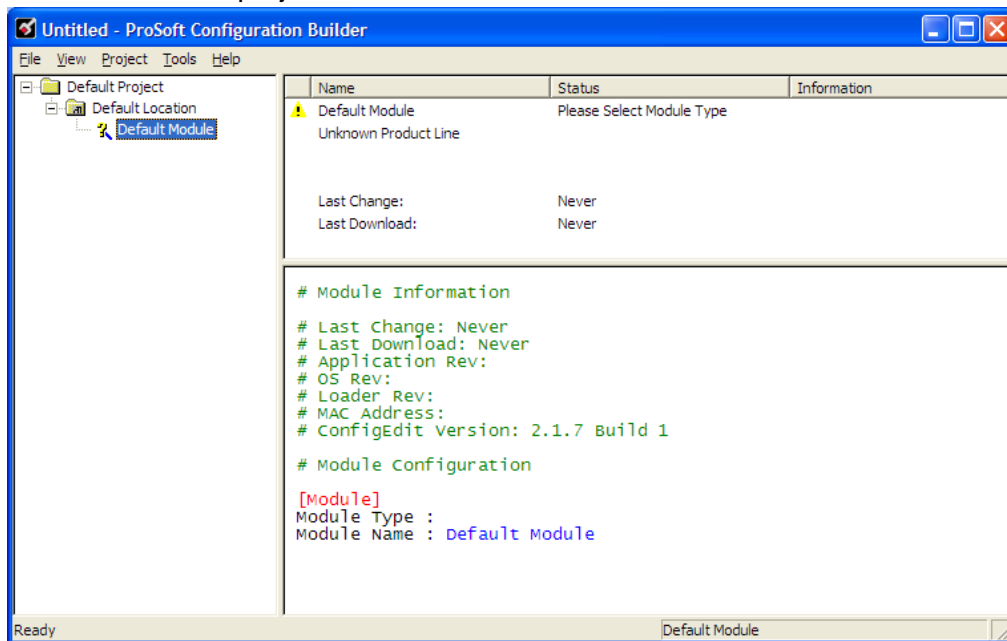 Untitled - ProSoft Configuration Builder
File View Project Tools Help
Default Project
Default Location
Default Module
Name Status Information
Default Module Please Select Module Type
Unknown Product Line
Last Change: Never
Last Download: Never
# Module Information
# Last Change: Never
# Last Download: Never
# Application Rev:
# OS Rev:
# Loader Rev:
# MAC Address:
# ConfigEdit Version: 2.1.7 Build 1
# Module Configuration
[Module]
Module Type :
Module Name : Default Module
Ready Default Module